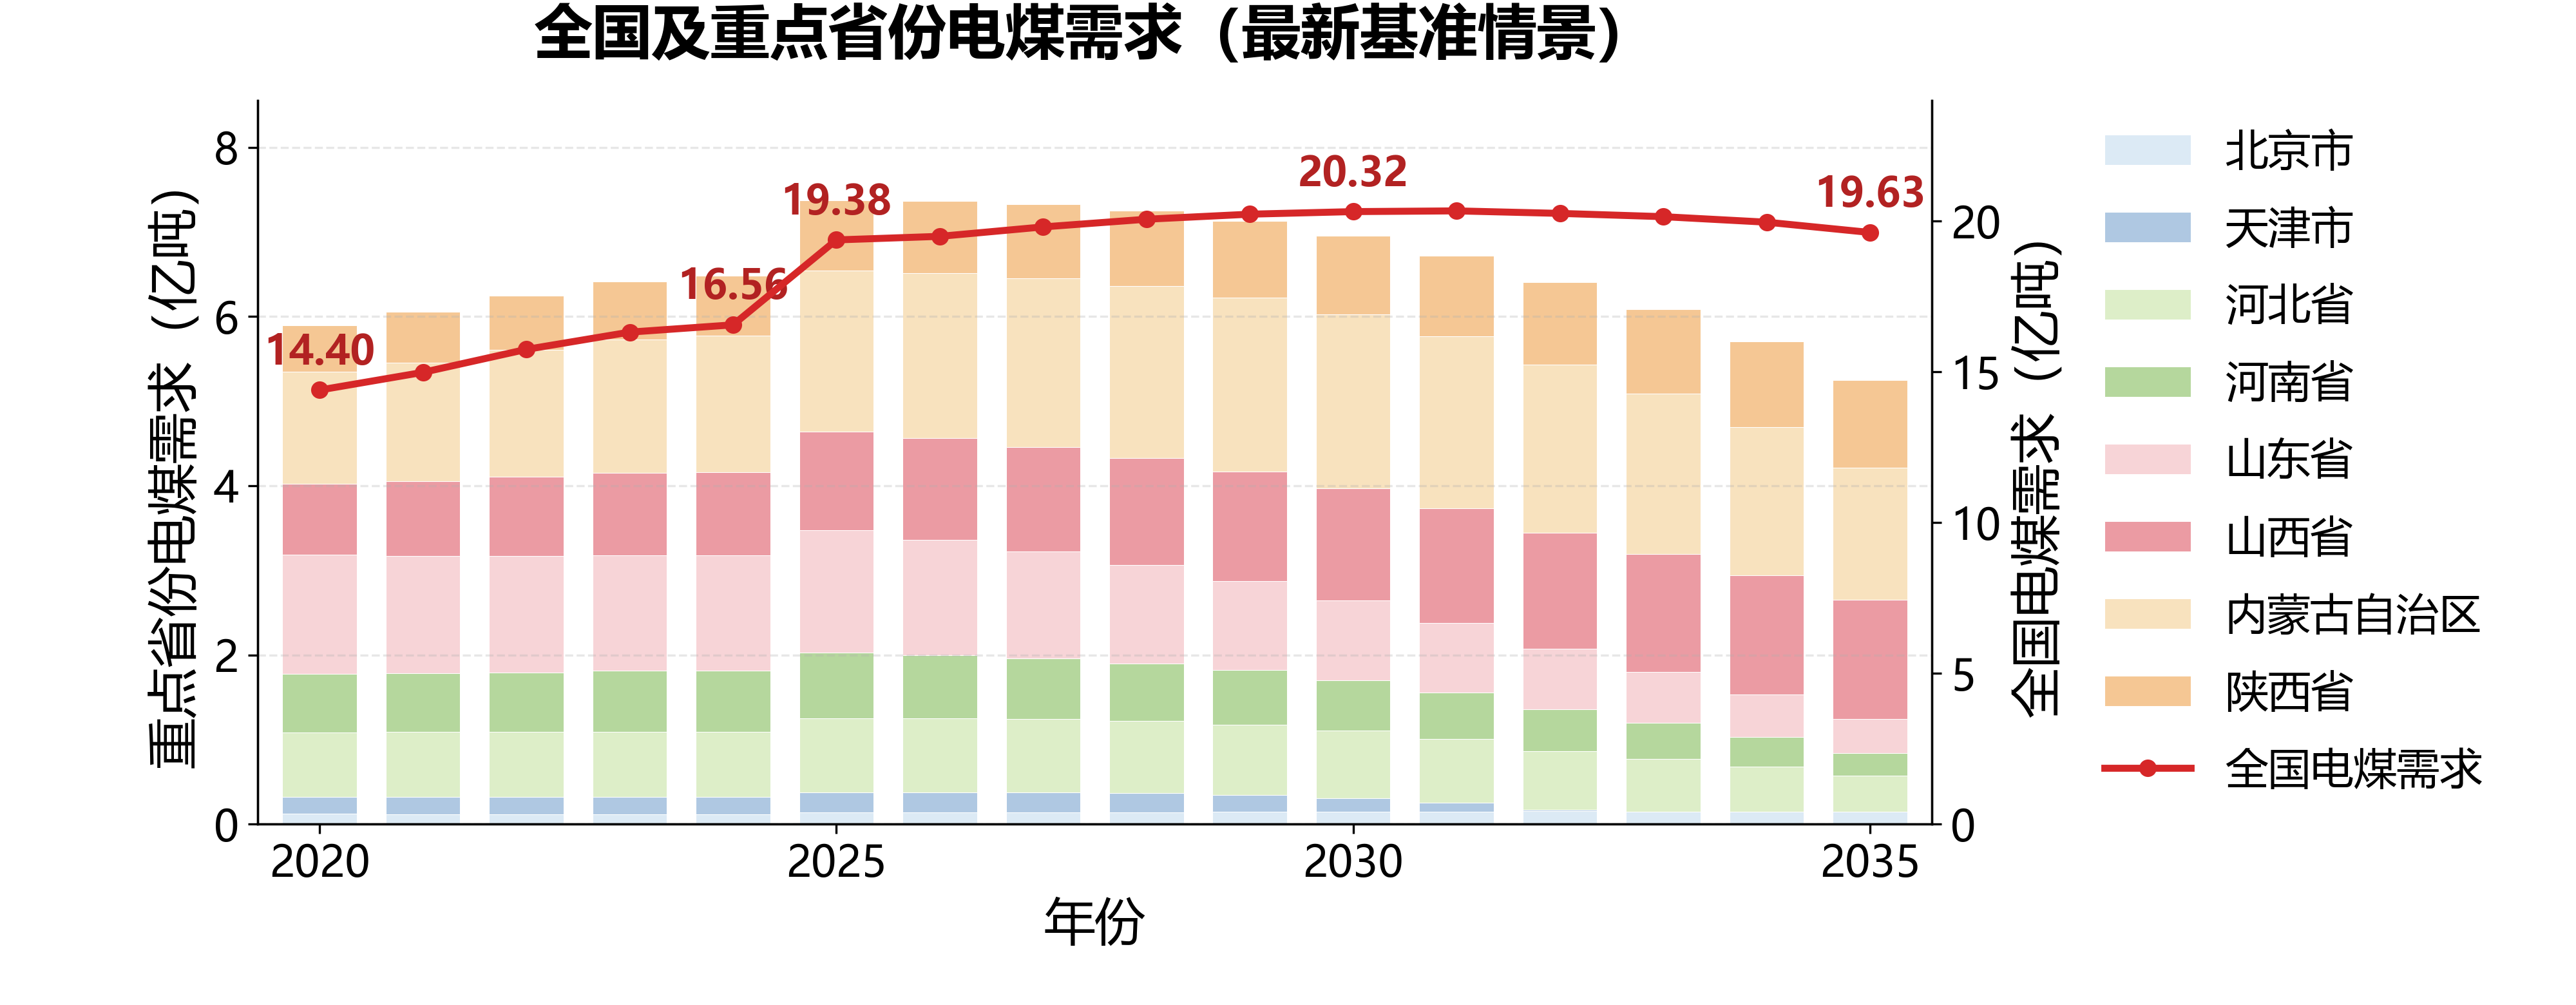 全国及重点省份电煤需求（最新基准情景）
重点省份电煤需求（亿吨）
8
6
4
2
0
14.40
16.56
19.38
20.32
19.63
20
15
10
5
0
全国电煤需求（亿吨）
2020
2025
2030
2035
年份
北京市
天津市
河北省
河南省
山东省
山西省
内蒙古自治区
陕西省
全国电煤需求